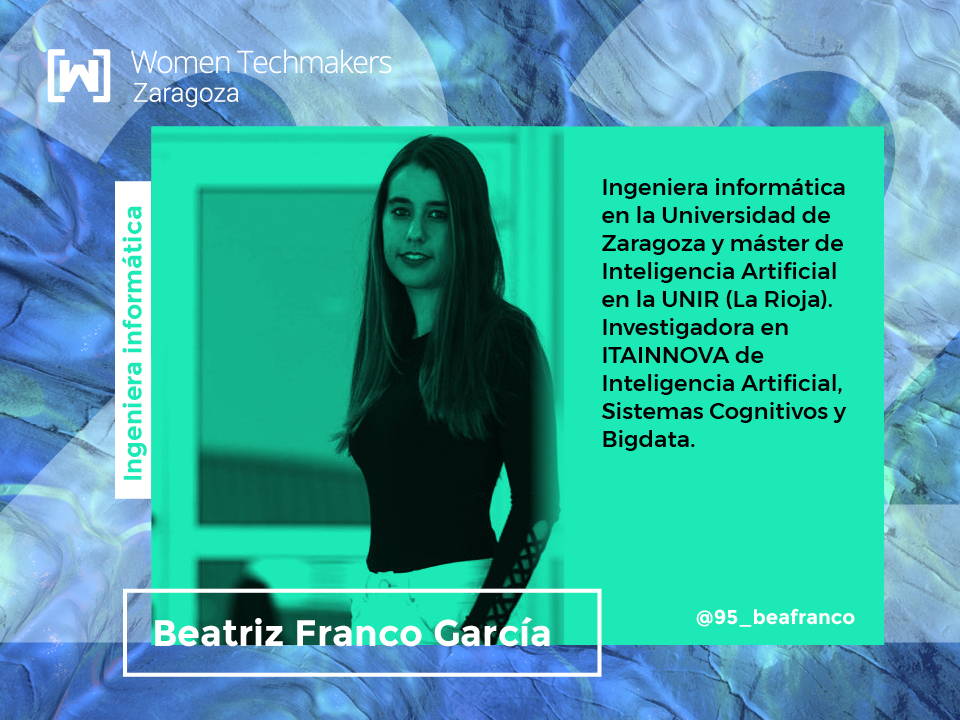 Women Techmakers
Zaragoza
Ingeniera informática
Ingeniera informática
en la Universidad de
Zaragoza y máster de
Inteligencia Artificial
en la UNIR (La Rioja).
Investigadora en
ITAINNOVA de
Inteligencia Artificial,
Sistemas Cognitivos y
Bigdata.
@95_beafranco
Beatriz Franco García